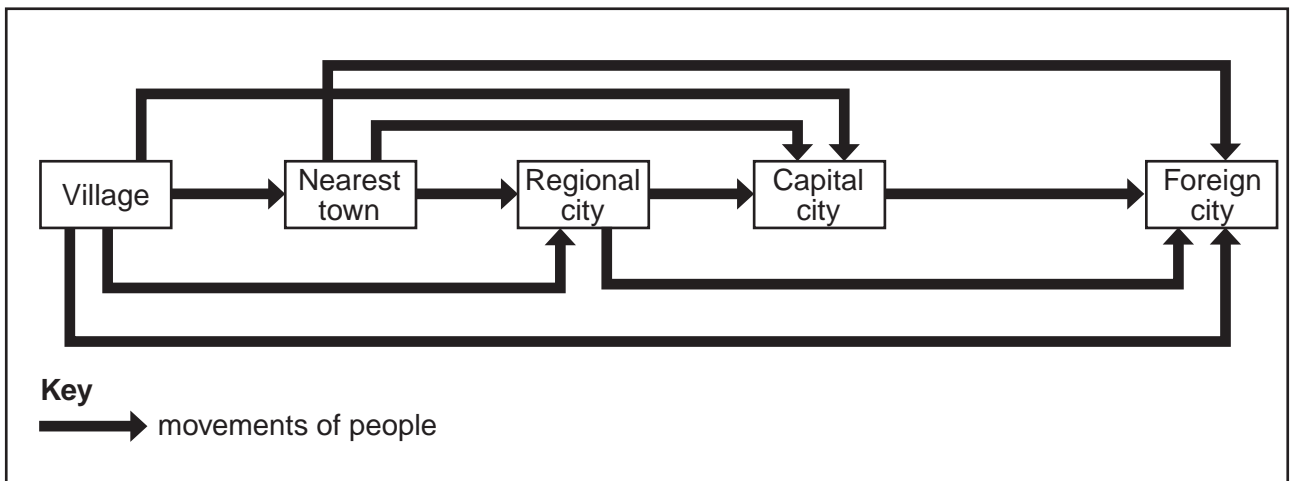 Village
Nearest
town
Regional
city
Capital
city
Foreign
city
Key
movements of people